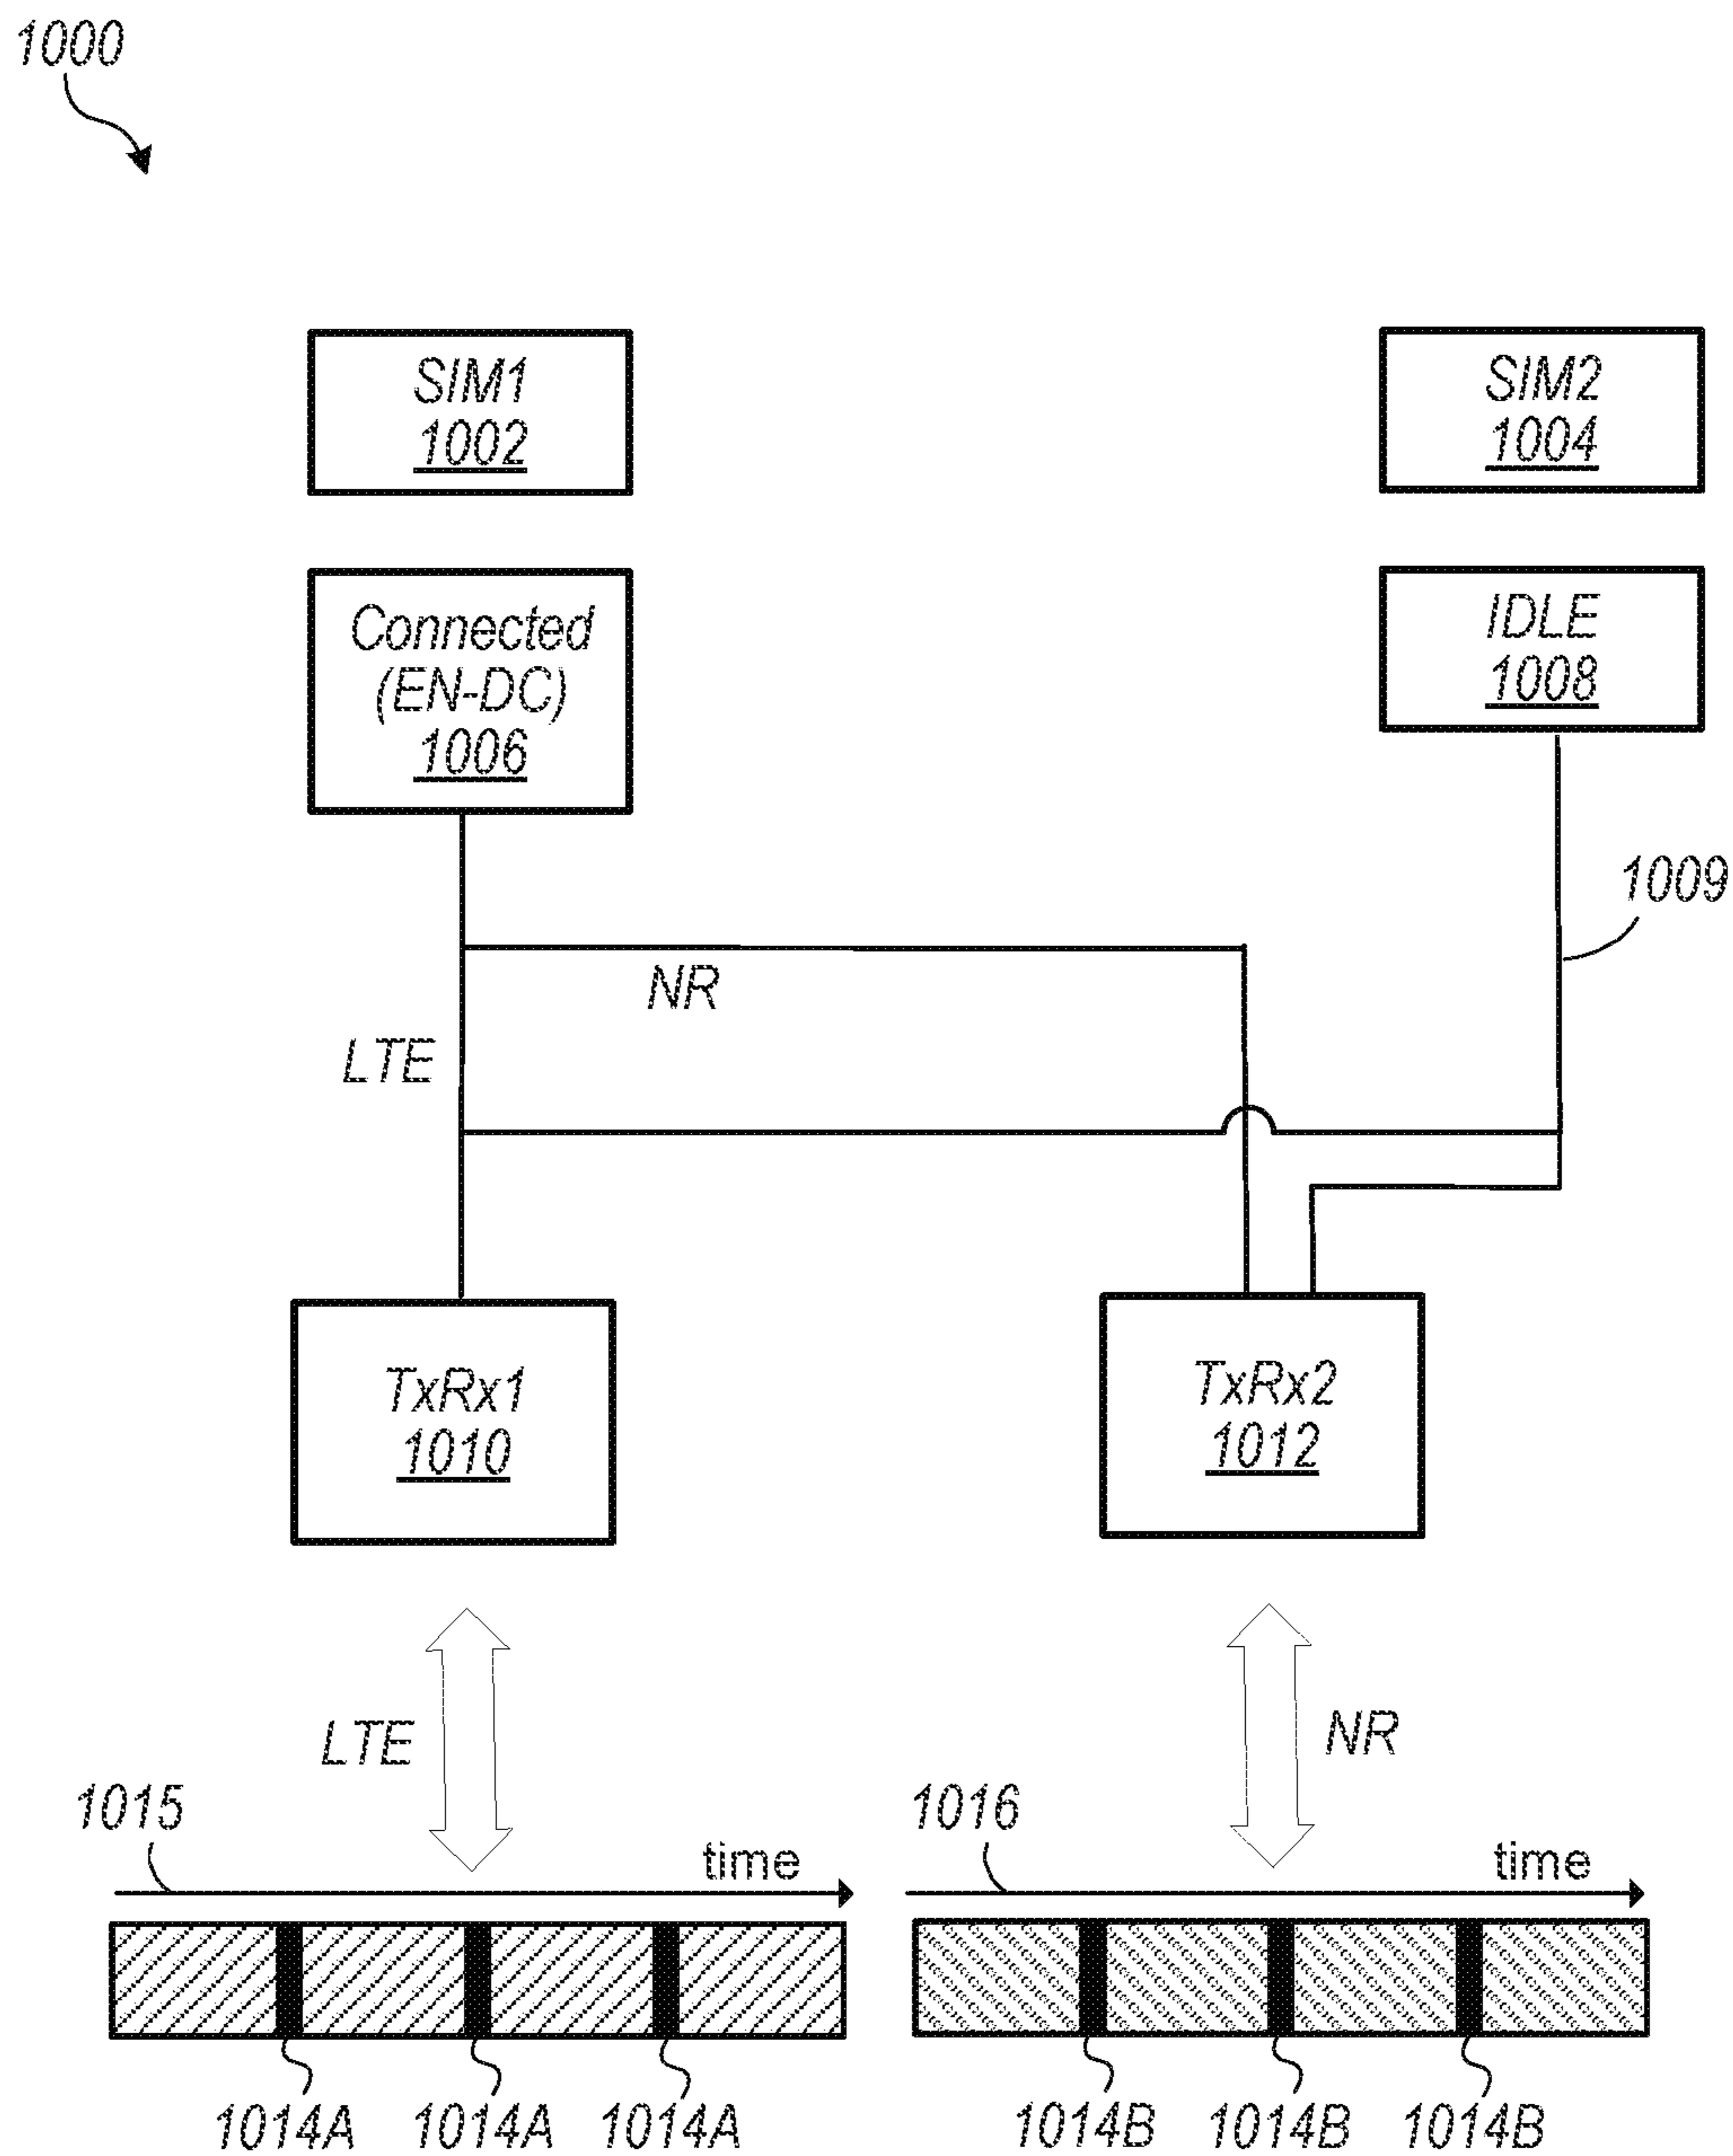 1000
SIM1
1002
SIM2
1004
Connected
(EN-DC)
1006
IDLE
1008
1009
NR
LTE
TxRx1
1010
TxRx2
1012
LTE
NR
1015
time
1016
time
1014A
1014A
1014A
1014B
1014B
1014B